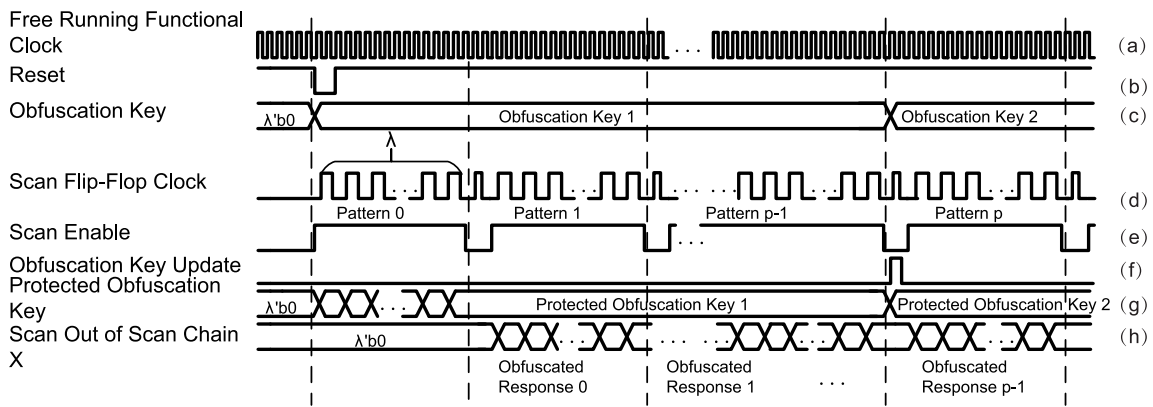 Free Running Functional
Clock
. . .
(a)
Reset
(b)
Obfuscation Key
λ'b0
Obfuscation Key 1
Obfuscation Key 2
(c)
λ
Scan Flip-Flop Clock
(d)
Pattern 0
Pattern 1
Pattern p-1
Pattern p
Scan Enable
(e)
Obfuscation Key Update
(f)
Protected Obfuscation
Key
λ'b0
Protected Obfuscation Key 1
Protected Obfuscation Key 2
(g)
Scan Out of Scan Chain
X
λ'b0
(h)
Obfuscated
Response 0
Obfuscated
Response 1
. . .
Obfuscated
Response p-1